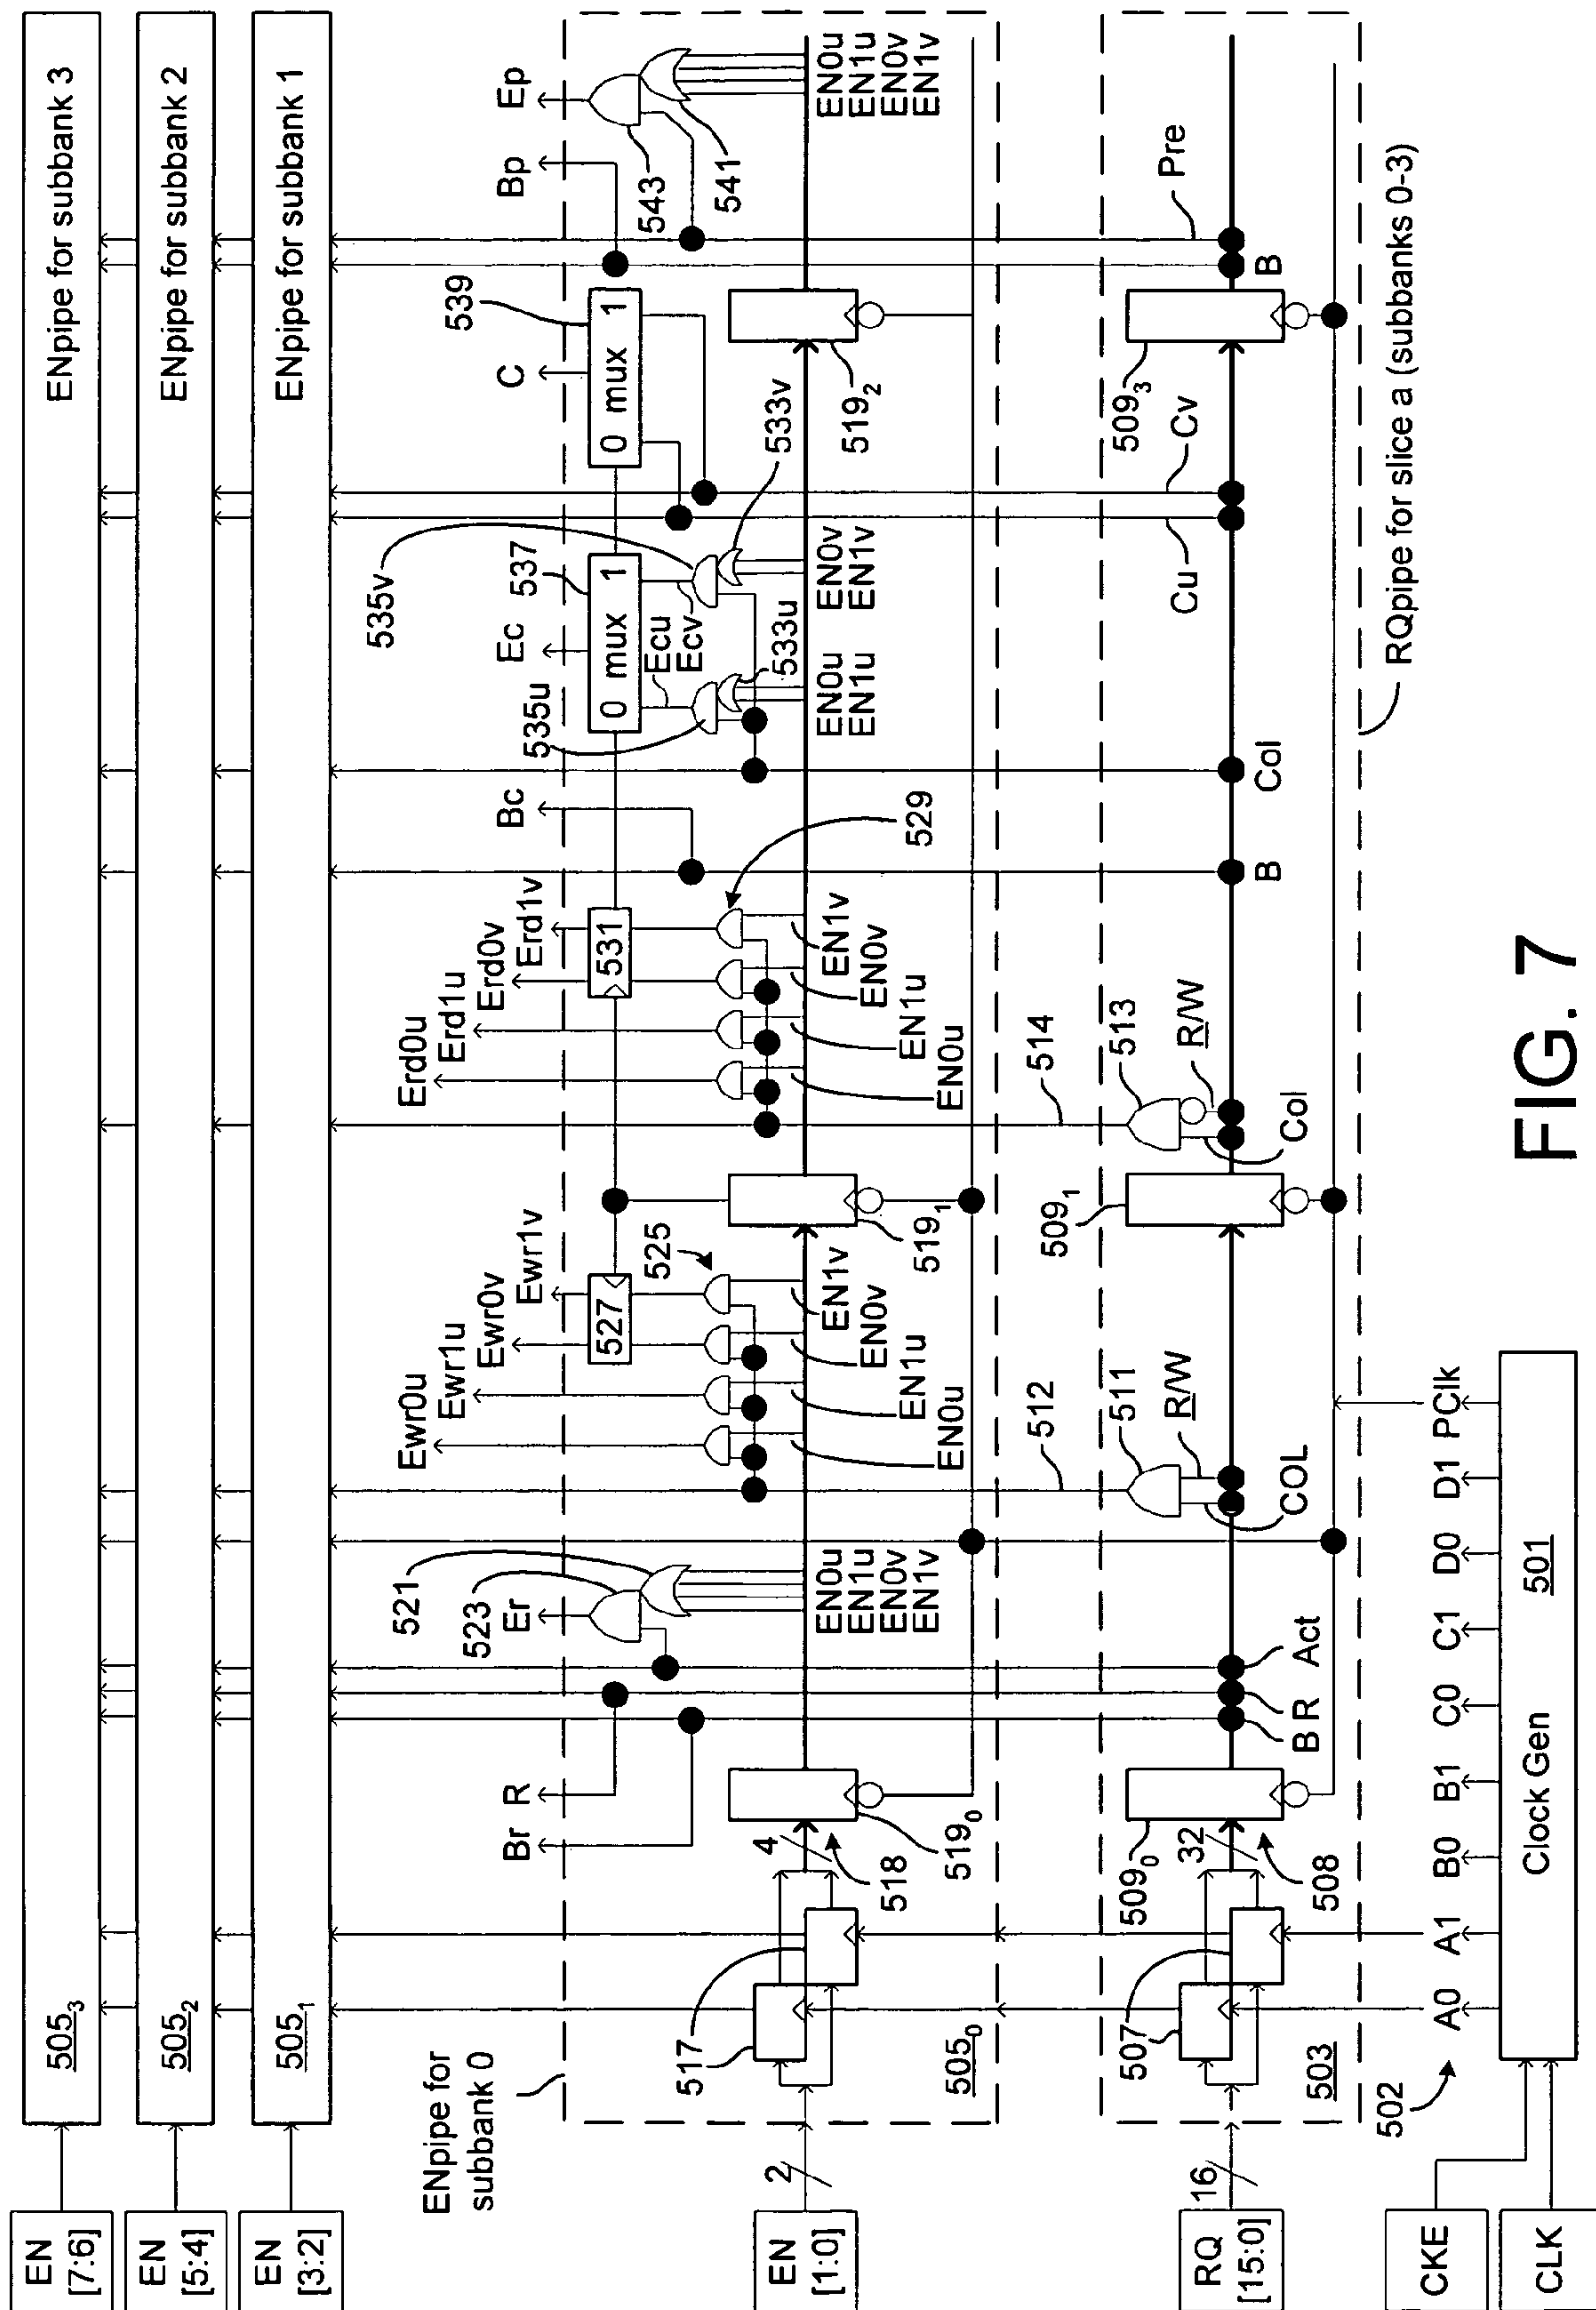 EN
[7:6]
505₃
ENpipe for subbank 3
EN
[5:4]
505₂
ENpipe for subbank 2
EN
[3:2]
505₁
ENpipe for subbank 1
ENpipe for
subbank 0
EN
[1:0]
2
517
505₀
4
518
519₀
Br
R
Er
523
521
EN0u
EN1u
EN0v
EN1v
Ewr0u
Ewr1u
Ewr0v
Ewr1v
527
525
EN1v
EN0v
EN1u
EN0u
519₁
Erd0u
Erd1u
Erd0v
Erd1v
531
529
EN1v
EN0v
EN1u
EN0u
Bc
Ec
535u
535v
537
0 mux 1
Ecu
Ecv
533u
533v
EN0u
EN1u
EN0v
EN1v
C
539
0 mux 1
519₂
Bp
Ep
543
541
EN0u
EN1u
EN0v
EN1v
RQ
[15:0]
16
507
503
32
508
509₀
B
R
Act
512
511
R/W
COL
509₁
514
513
R/W
Col
B
Col
Cu
Cv
509₃
B
Pre
RQpipe for slice a (subbanks 0-3)
CKE
CLK
502
A0
A1
B0
B1
C0
C1
D0
D1
PClk
Clock Gen
501
FIG. 7